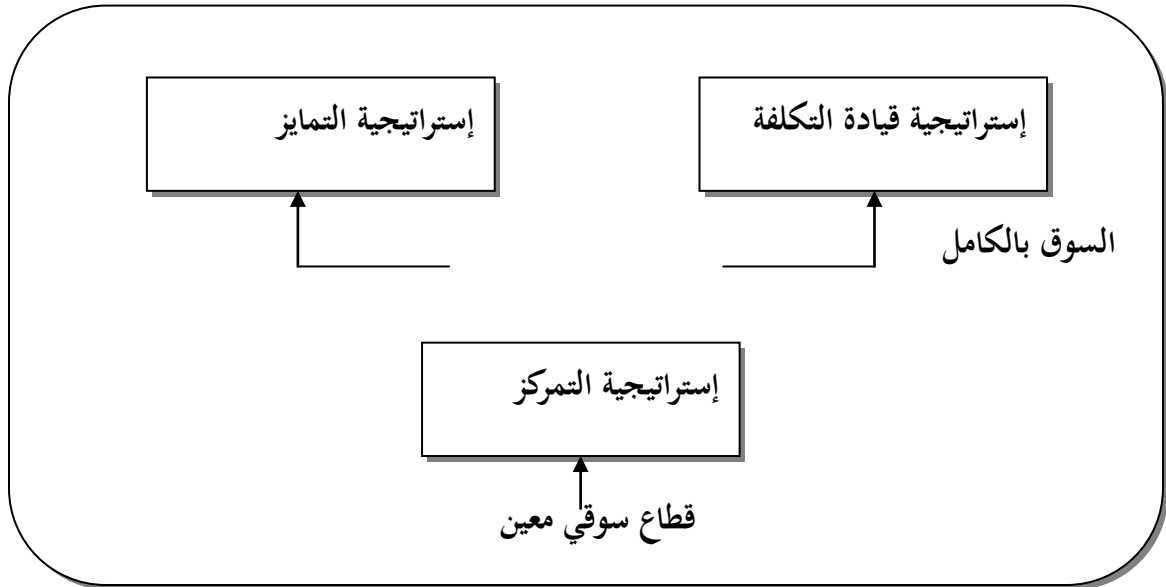 إستراتيجية قيادة التكلفة
إستراتيجية التمايز
السوق بالكامل
إستراتيجية التمركز
قطاع سوقي معين